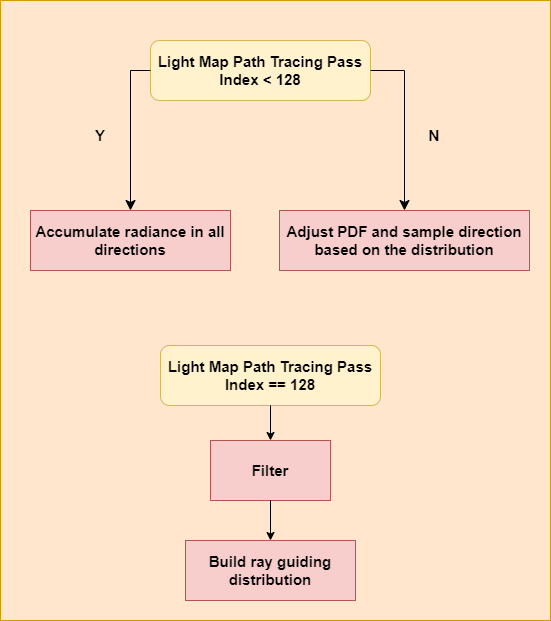 Light Map Path Tracing Pass
Index < 128
Y
N
Accumulate radiance in all
directions
Adjust PDF and sample direction
based on the distribution
Light Map Path Tracing Pass
Index == 128
Filter
Build ray guiding
distribution